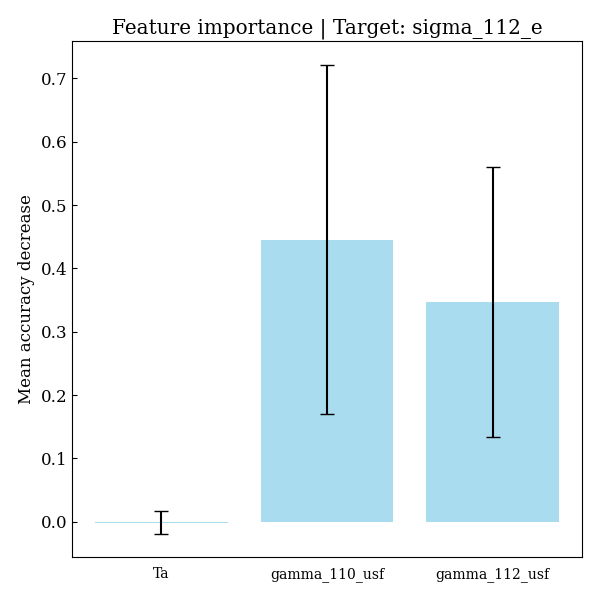 Feature importance | Target: sigma_112_e
Mean accuracy decrease
0.7
0.6
0.5
0.4
0.3
0.2
0.1
0.0
Ta
gamma_110_usf
gamma_112_usf